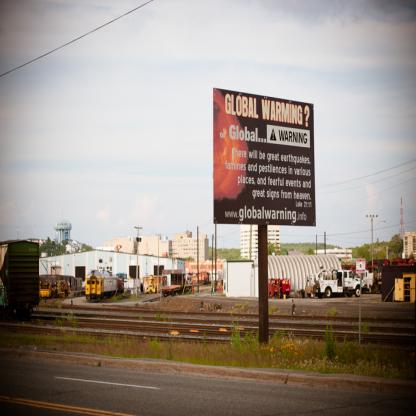 GLOBAL WARMING?
or Global... WARNING
There will be great earthquakes,
famines and pestilences in various
places, and fearful events and
great signs from heaven.
Luke 21:11
www.globalwarning.info